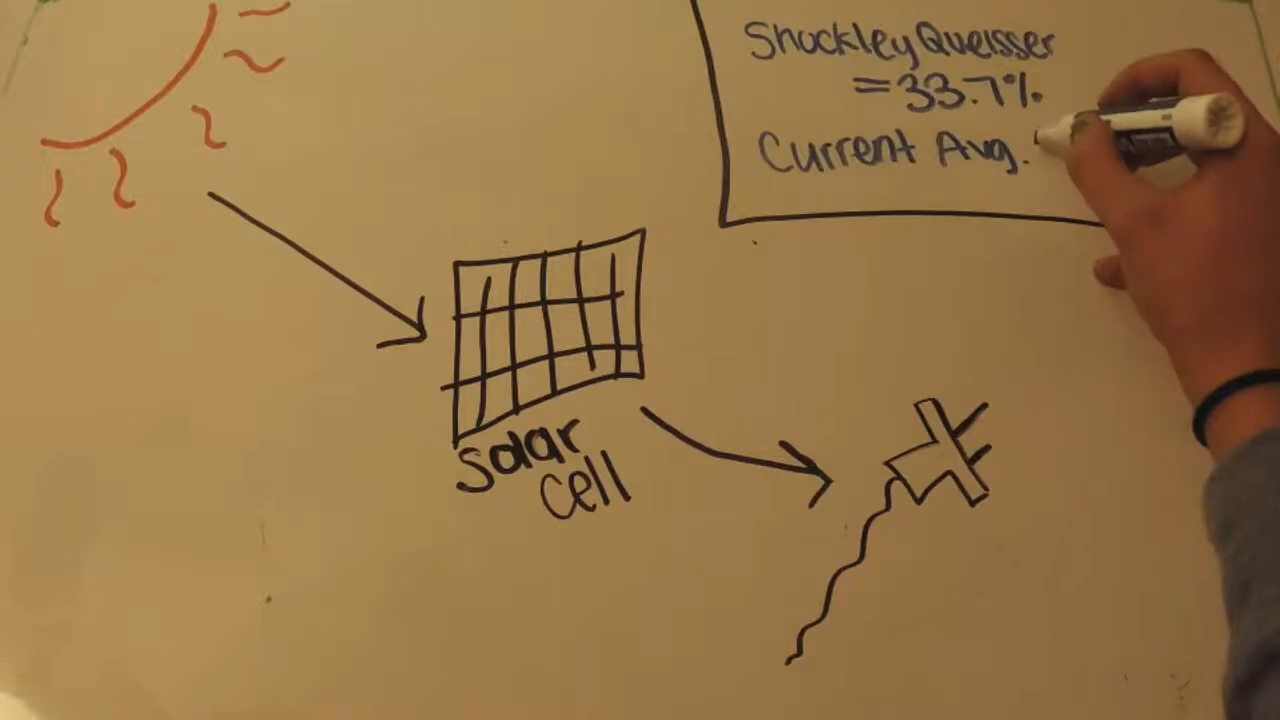 Shockley Queisser
=33.7%
Current Avg.
solar
cell